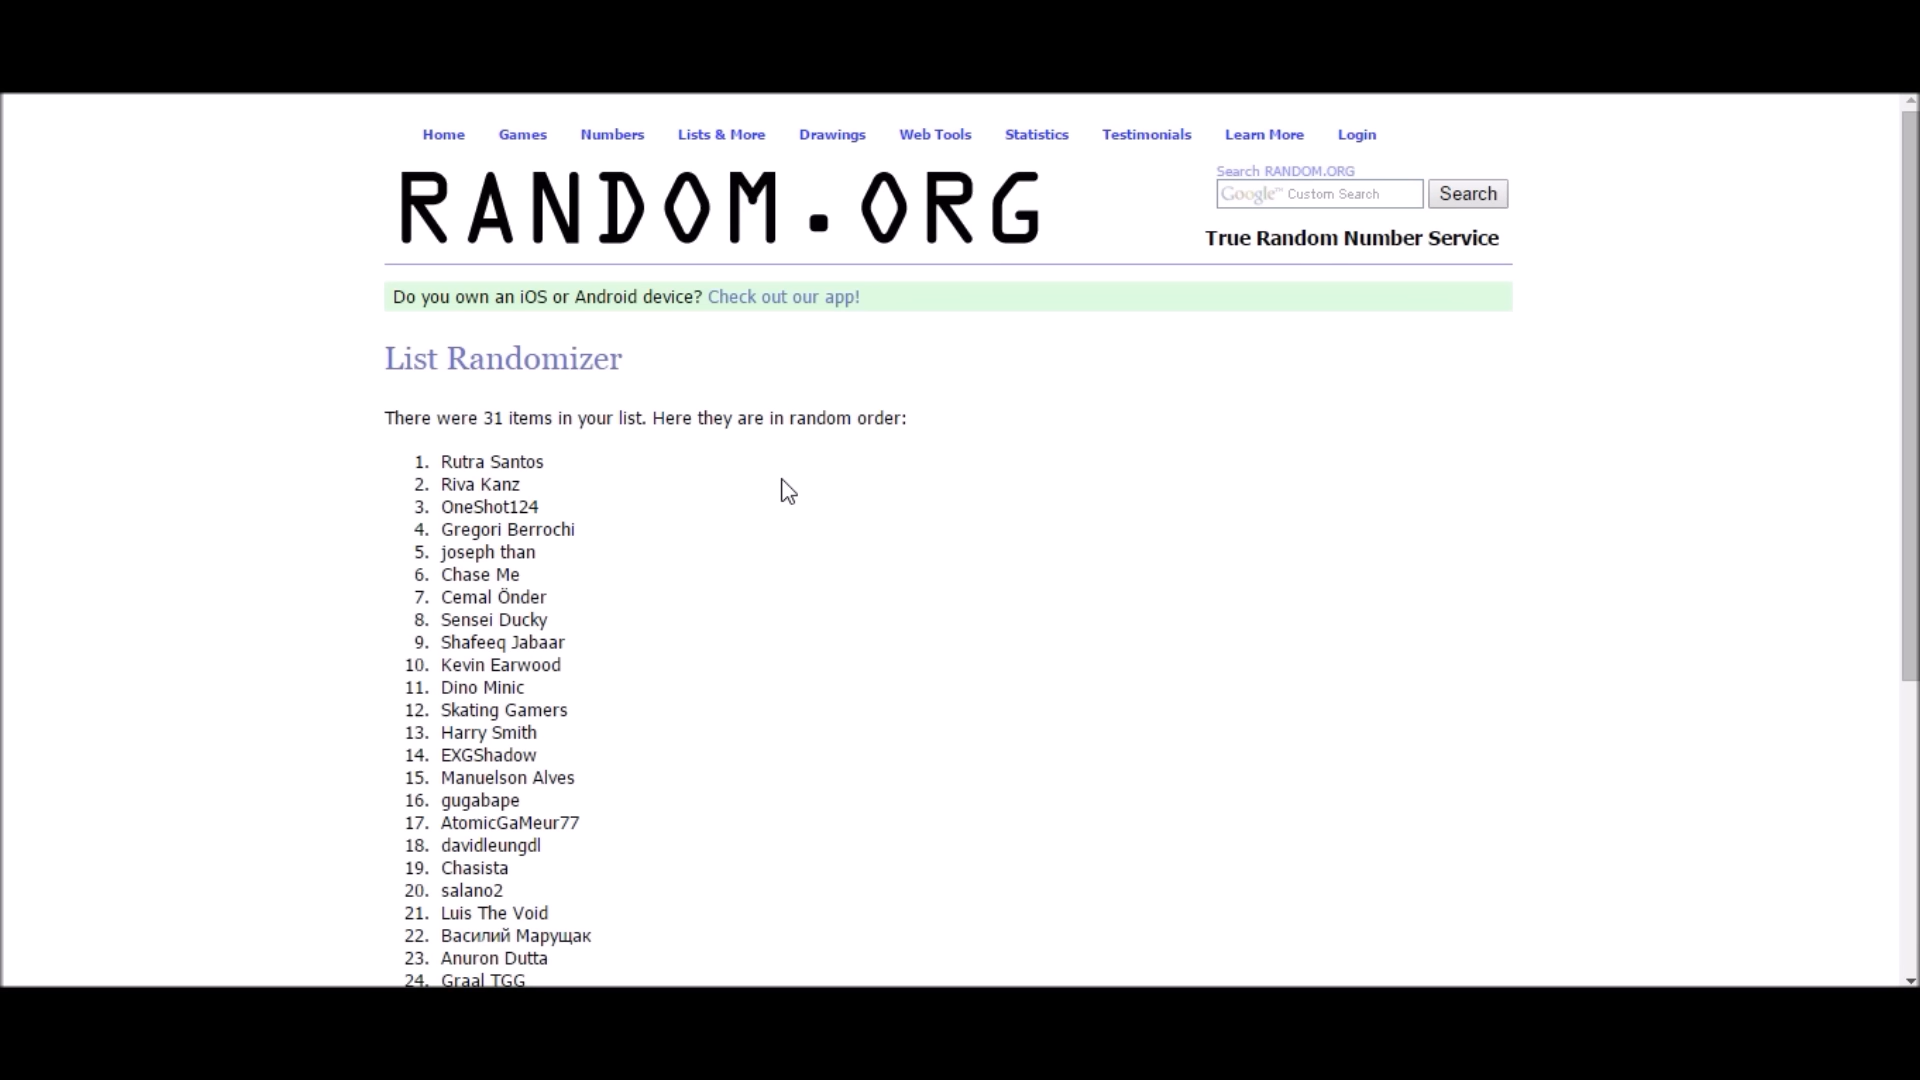 Home Games Numbers Lists & More Drawings Web Tools Statistics Testimonials Learn More Login
RANDOM.ORG
Search RANDOM.ORG
Google™ Custom Search Search
True Random Number Service
Do you own an iOS or Android device? Check out our app!
List Randomizer
There were 31 items in your list. Here they are in random order:
1. Rutra Santos
2. Riva Kanz
3. OneShot124
4. Gregori Berrochi
5. joseph than
6. Chase Me
7. Cemal Önder
8. Sensei Ducky
9. Shafeeq Jabaar
10. Kevin Earwood
11. Dino Minic
12. Skating Gamers
13. Harry Smith
14. EXGShadow
15. Manuelson Alves
16. gugabape
17. AtomicGaMeur77
18. davidleungdl
19. Chasista
20. salano2
21. Luis The Void
22. Василий Марущак
23. Anuron Dutta
24. Graal TGG